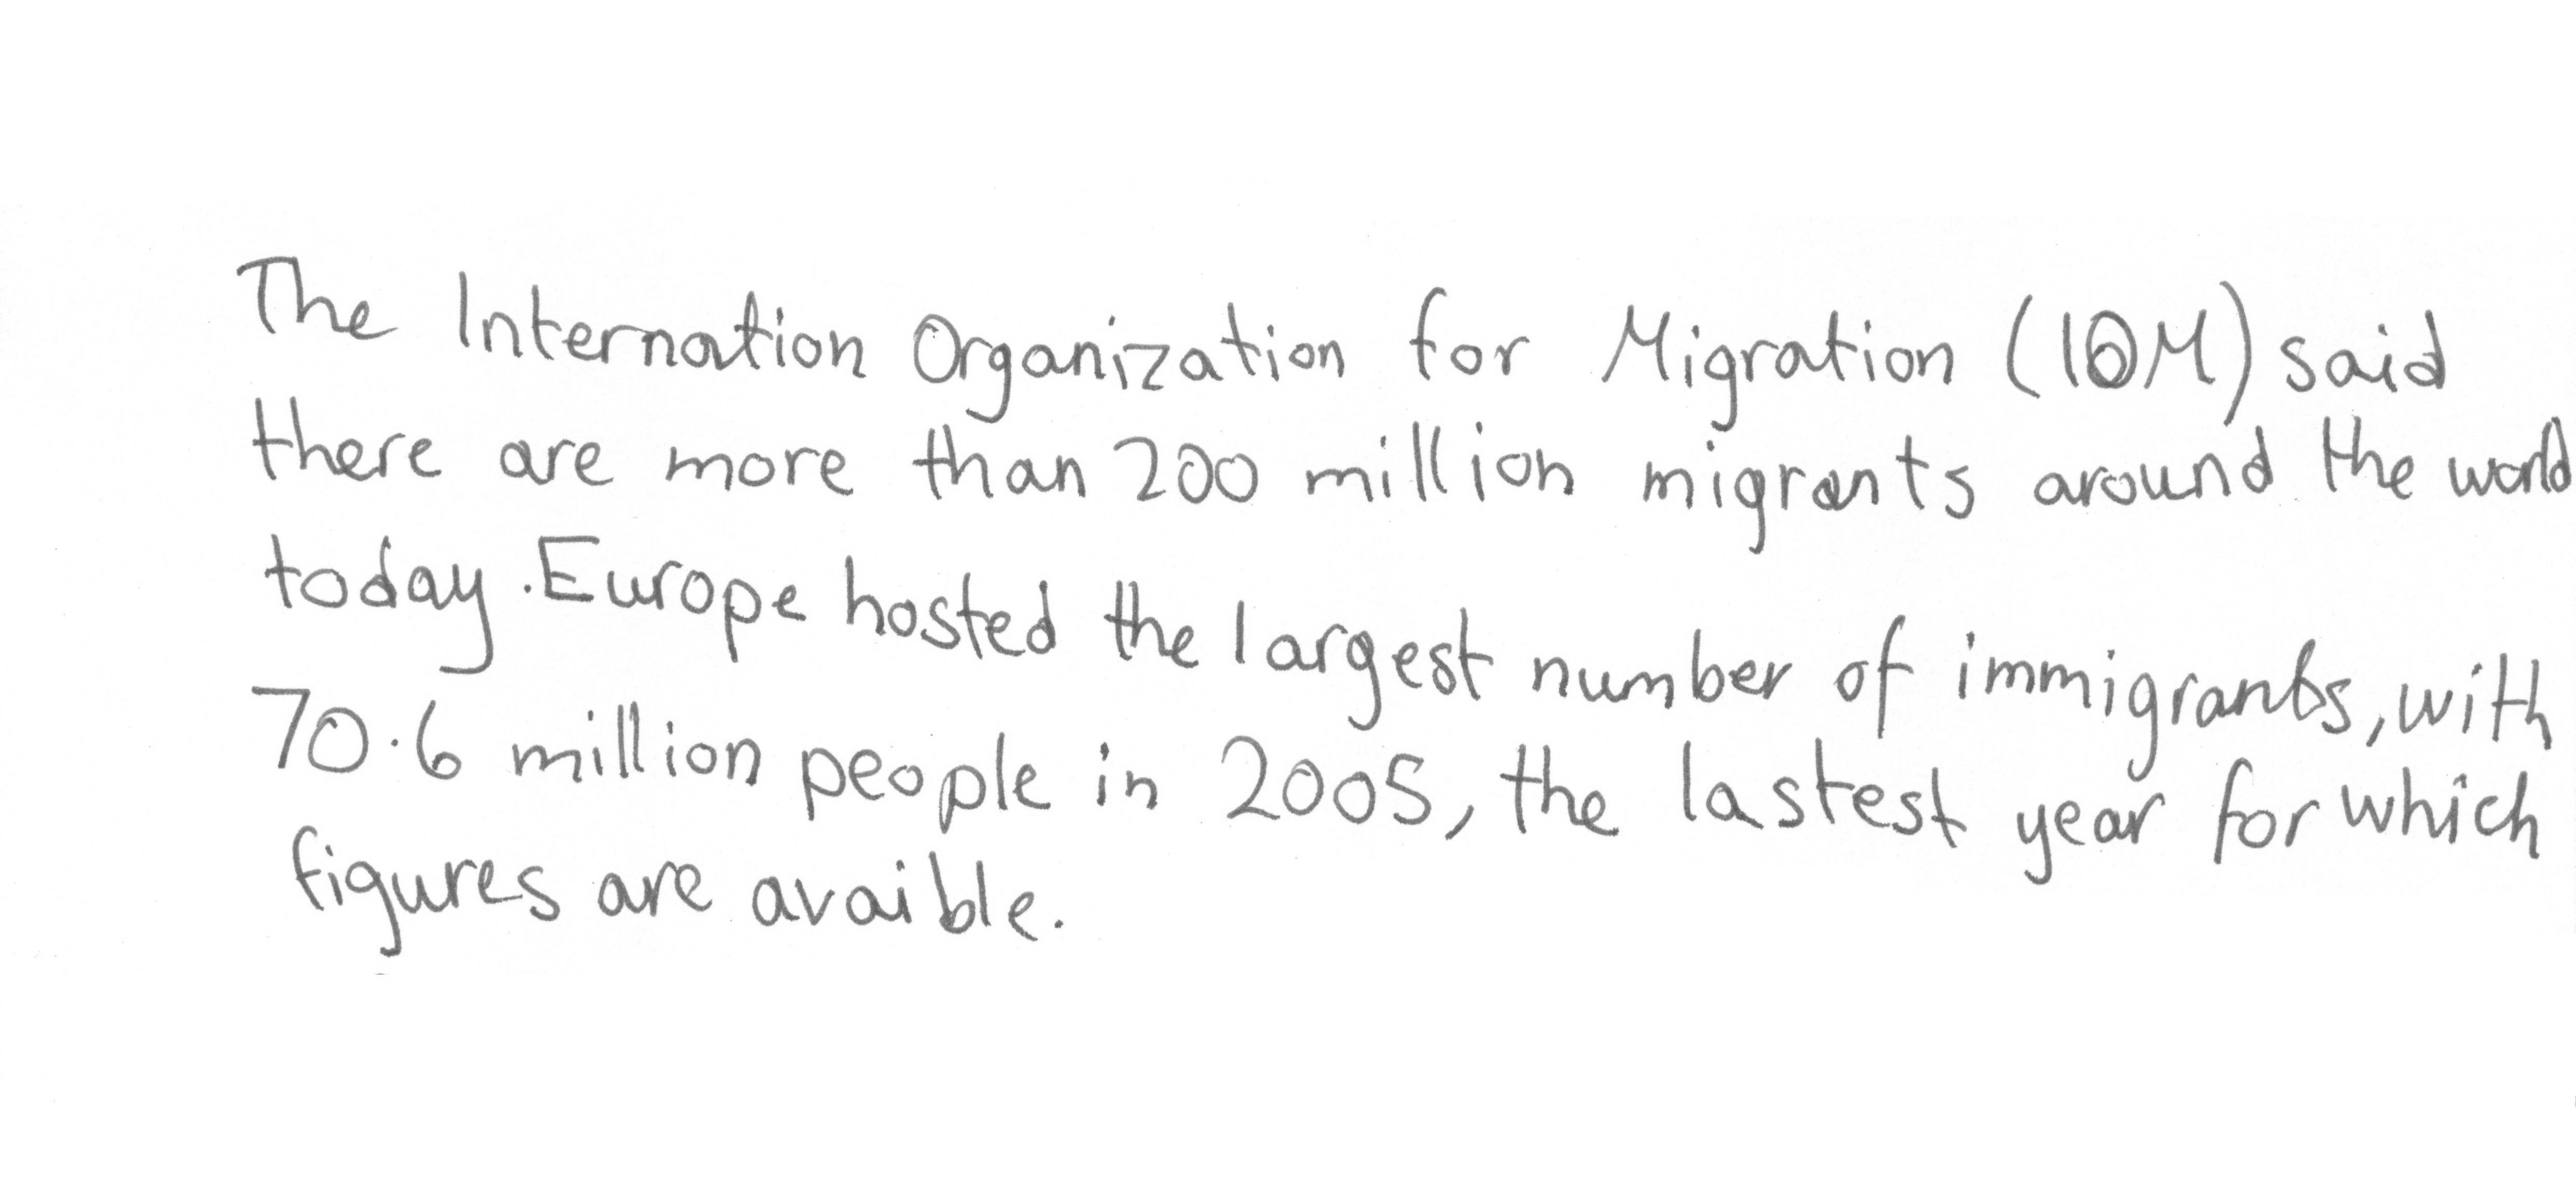 The Internation Organization for Migration (IOM) said
there are more than 200 million migrants around the world
today. Europe hosted the largest number of immigrants, with
70.6 million people in 2005, the lastest year for which
figures are avaible.